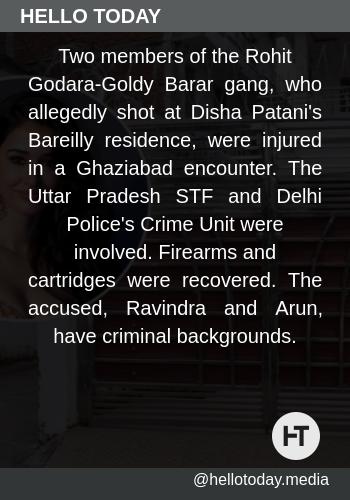 HELLO TODAY
Two members of the Rohit
Godara-Goldy Barar gang, who
allegedly shot at Disha Patani's
Bareilly residence, were injured
in a Ghaziabad encounter. The
Uttar Pradesh STF and Delhi
Police's Crime Unit were
involved. Firearms and
cartridges were recovered. The
accused, Ravindra and Arun,
have criminal backgrounds.
HT
@hellotoday.media